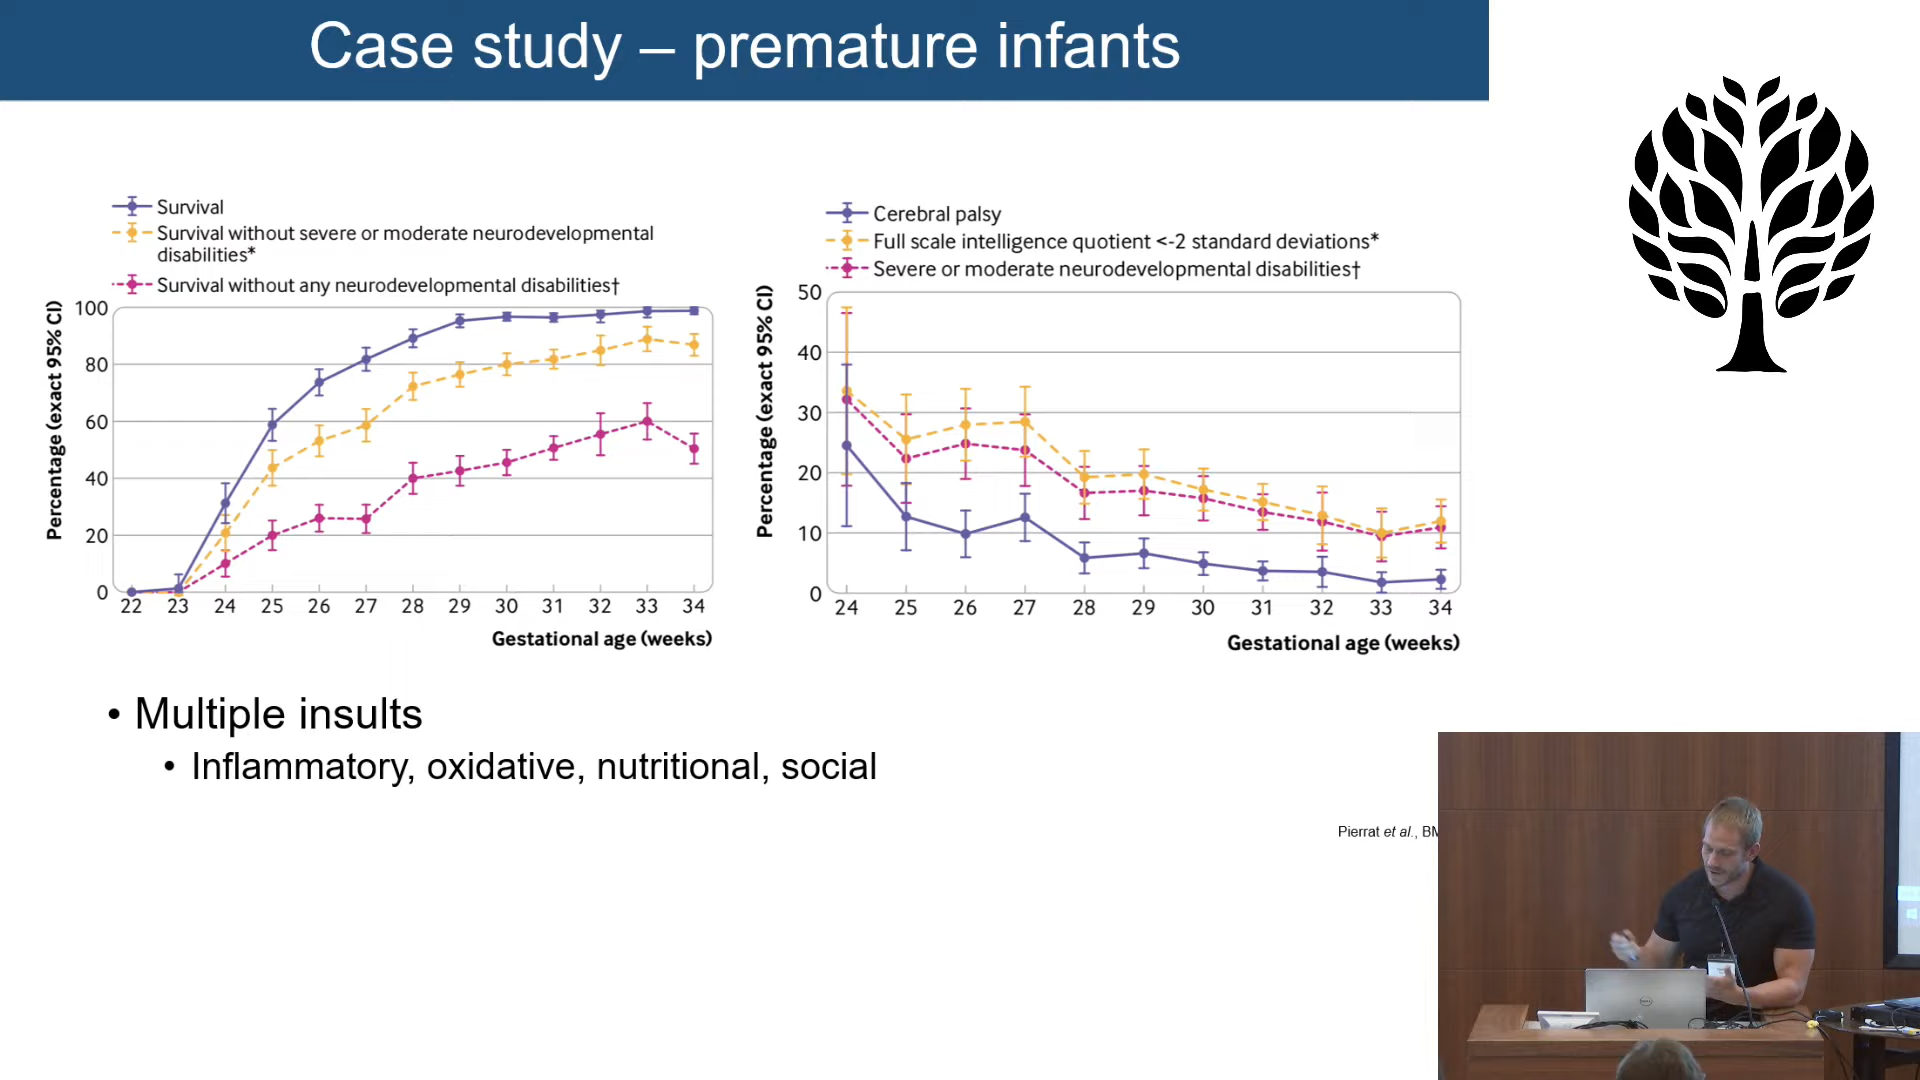 Case study – premature infants
Survival
Survival without severe or moderate neurodevelopmental
disabilities*
Survival without any neurodevelopmental disabilities†
Percentage (exact 95% CI)
100
80
60
40
20
0
22 23 24 25 26 27 28 29 30 31 32 33 34
Gestational age (weeks)
Cerebral palsy
Full scale intelligence quotient <-2 standard deviations*
Severe or moderate neurodevelopmental disabilities†
Percentage (exact 95% CI)
50
40
30
20
10
0
24 25 26 27 28 29 30 31 32 33 34
Gestational age (weeks)
• Multiple insults
• Inflammatory, oxidative, nutritional, social
Pierrat et al.,